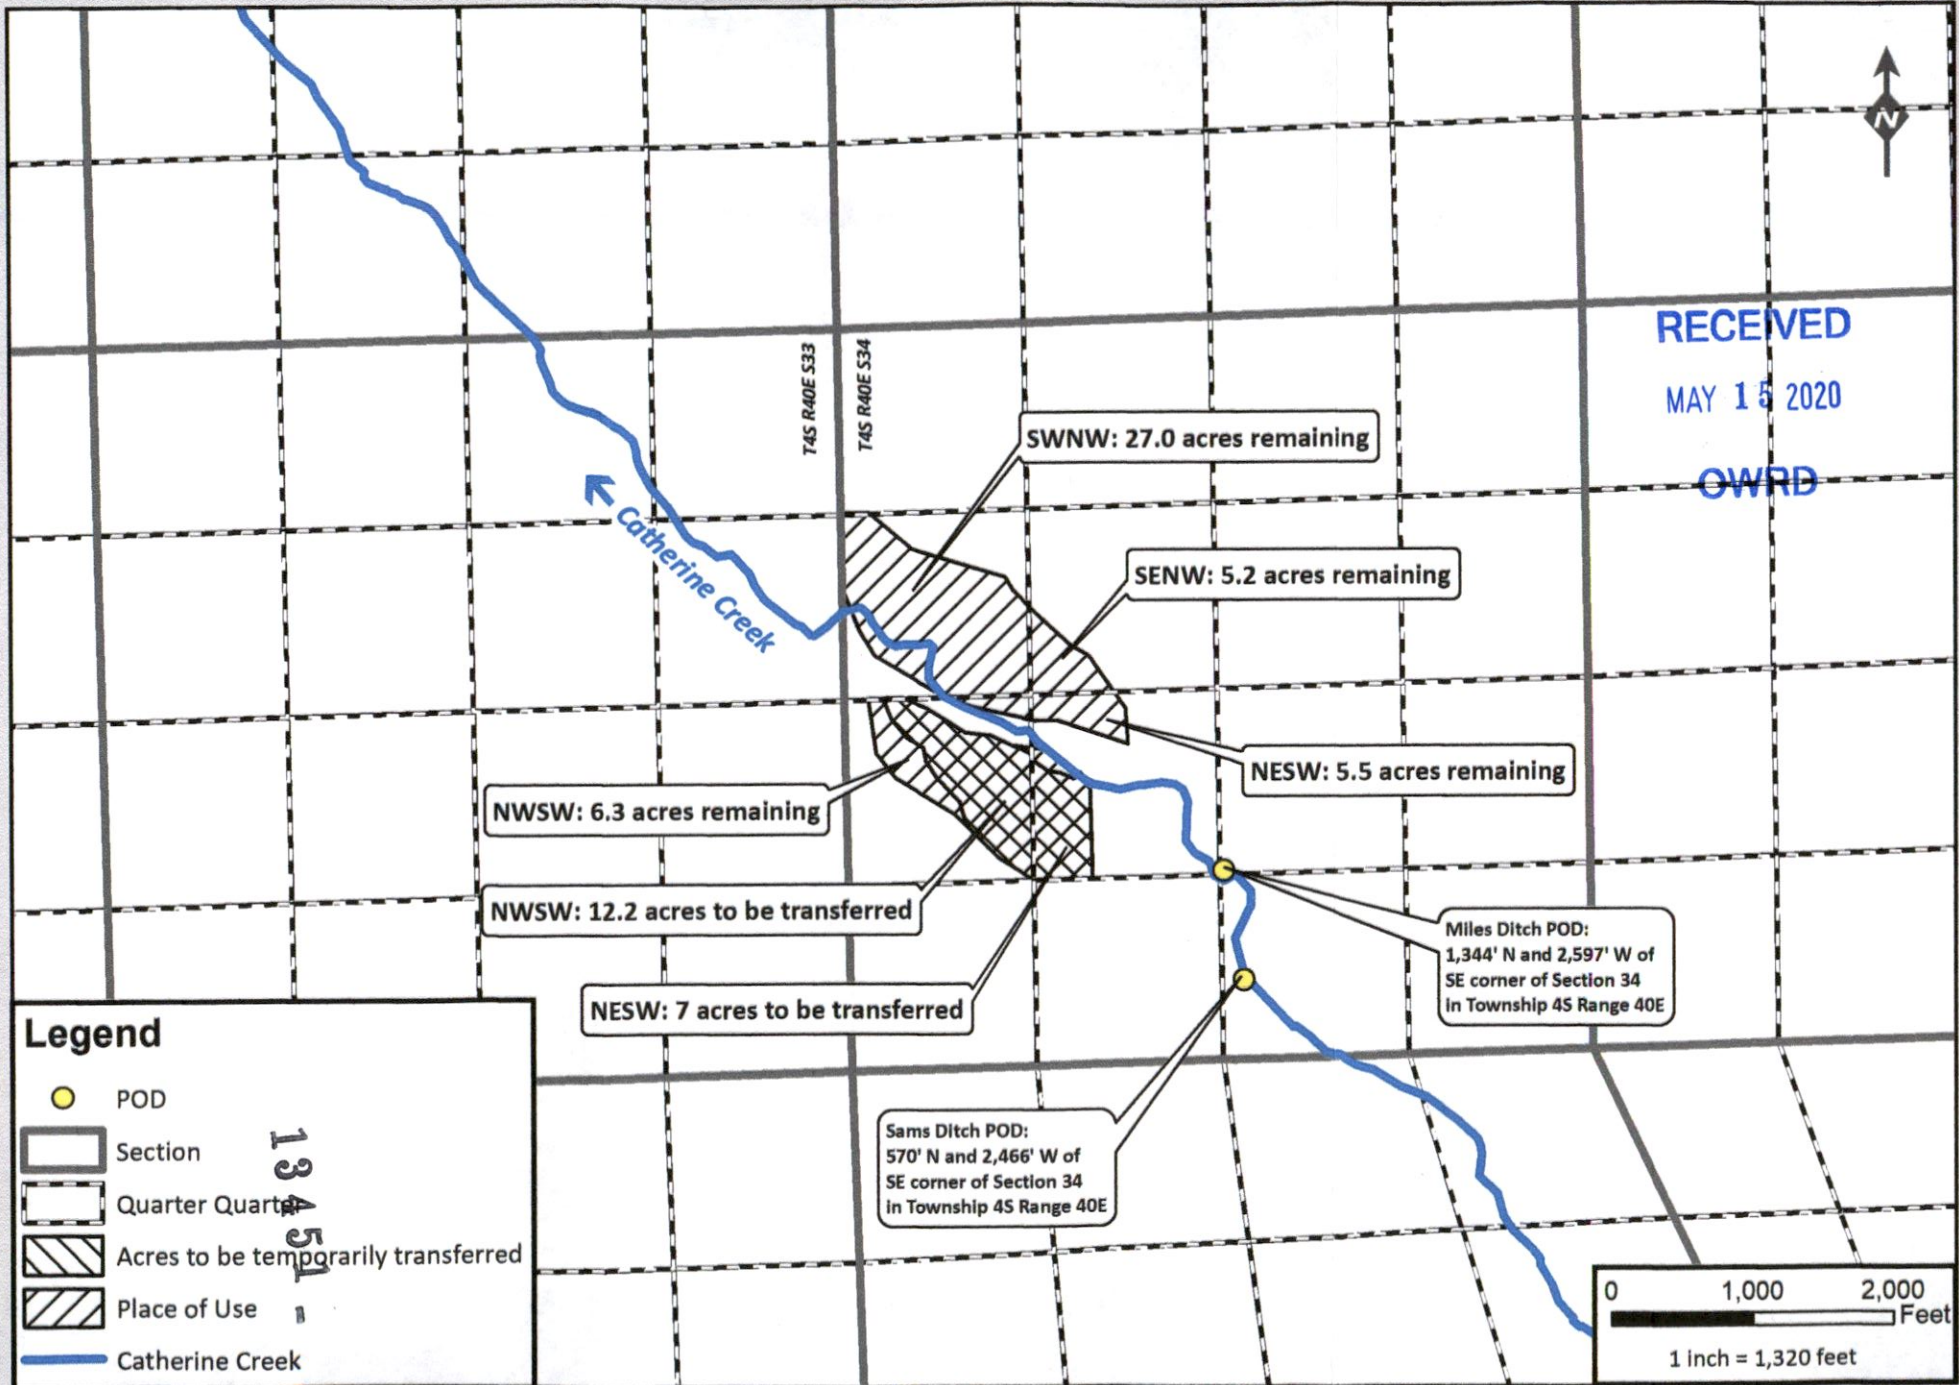 N
RECEIVED
MAY 15 2020
OWRD
T4S R40E S33
T4S R40E S34
SWNW: 27.0 acres remaining
Catherine Creek
SENW: 5.2 acres remaining
NESW: 5.5 acres remaining
NWSW: 6.3 acres remaining
NWSW: 12.2 acres to be transferred
NESW: 7 acres to be transferred
Miles Ditch POD:
1,344' N and 2,597' W of
SE corner of Section 34
in Township 4S Range 40E
Sams Ditch POD:
570' N and 2,466' W of
SE corner of Section 34
in Township 4S Range 40E
Legend
POD
Section
Quarter Quarter
Acres to be temporarily transferred
Place of Use
Catherine Creek
13451 -
0 1,000 2,000
Feet
1 inch = 1,320 feet